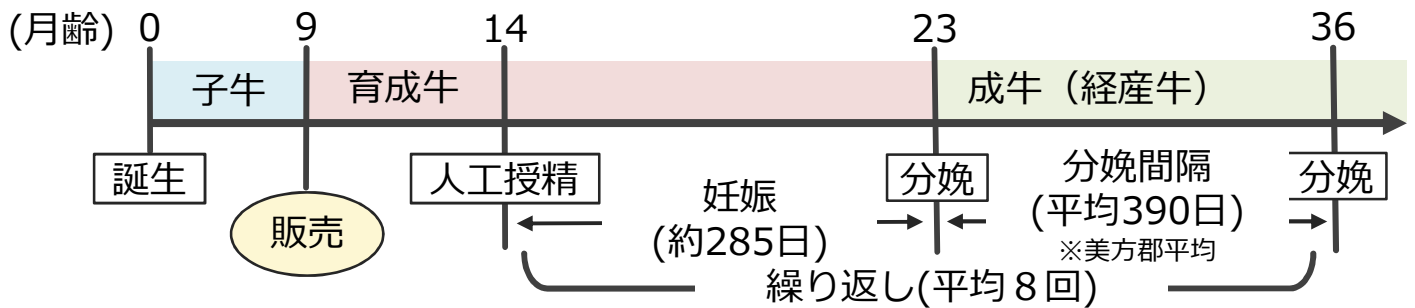 (月齢) 0 9 14 23 36
子牛 育成牛 成牛（経産牛）
誕生 人工授精 分娩 分娩
販売
妊娠
(約285日)
分娩間隔
(平均390日)
※美方郡平均
繰り返し(平均８回)